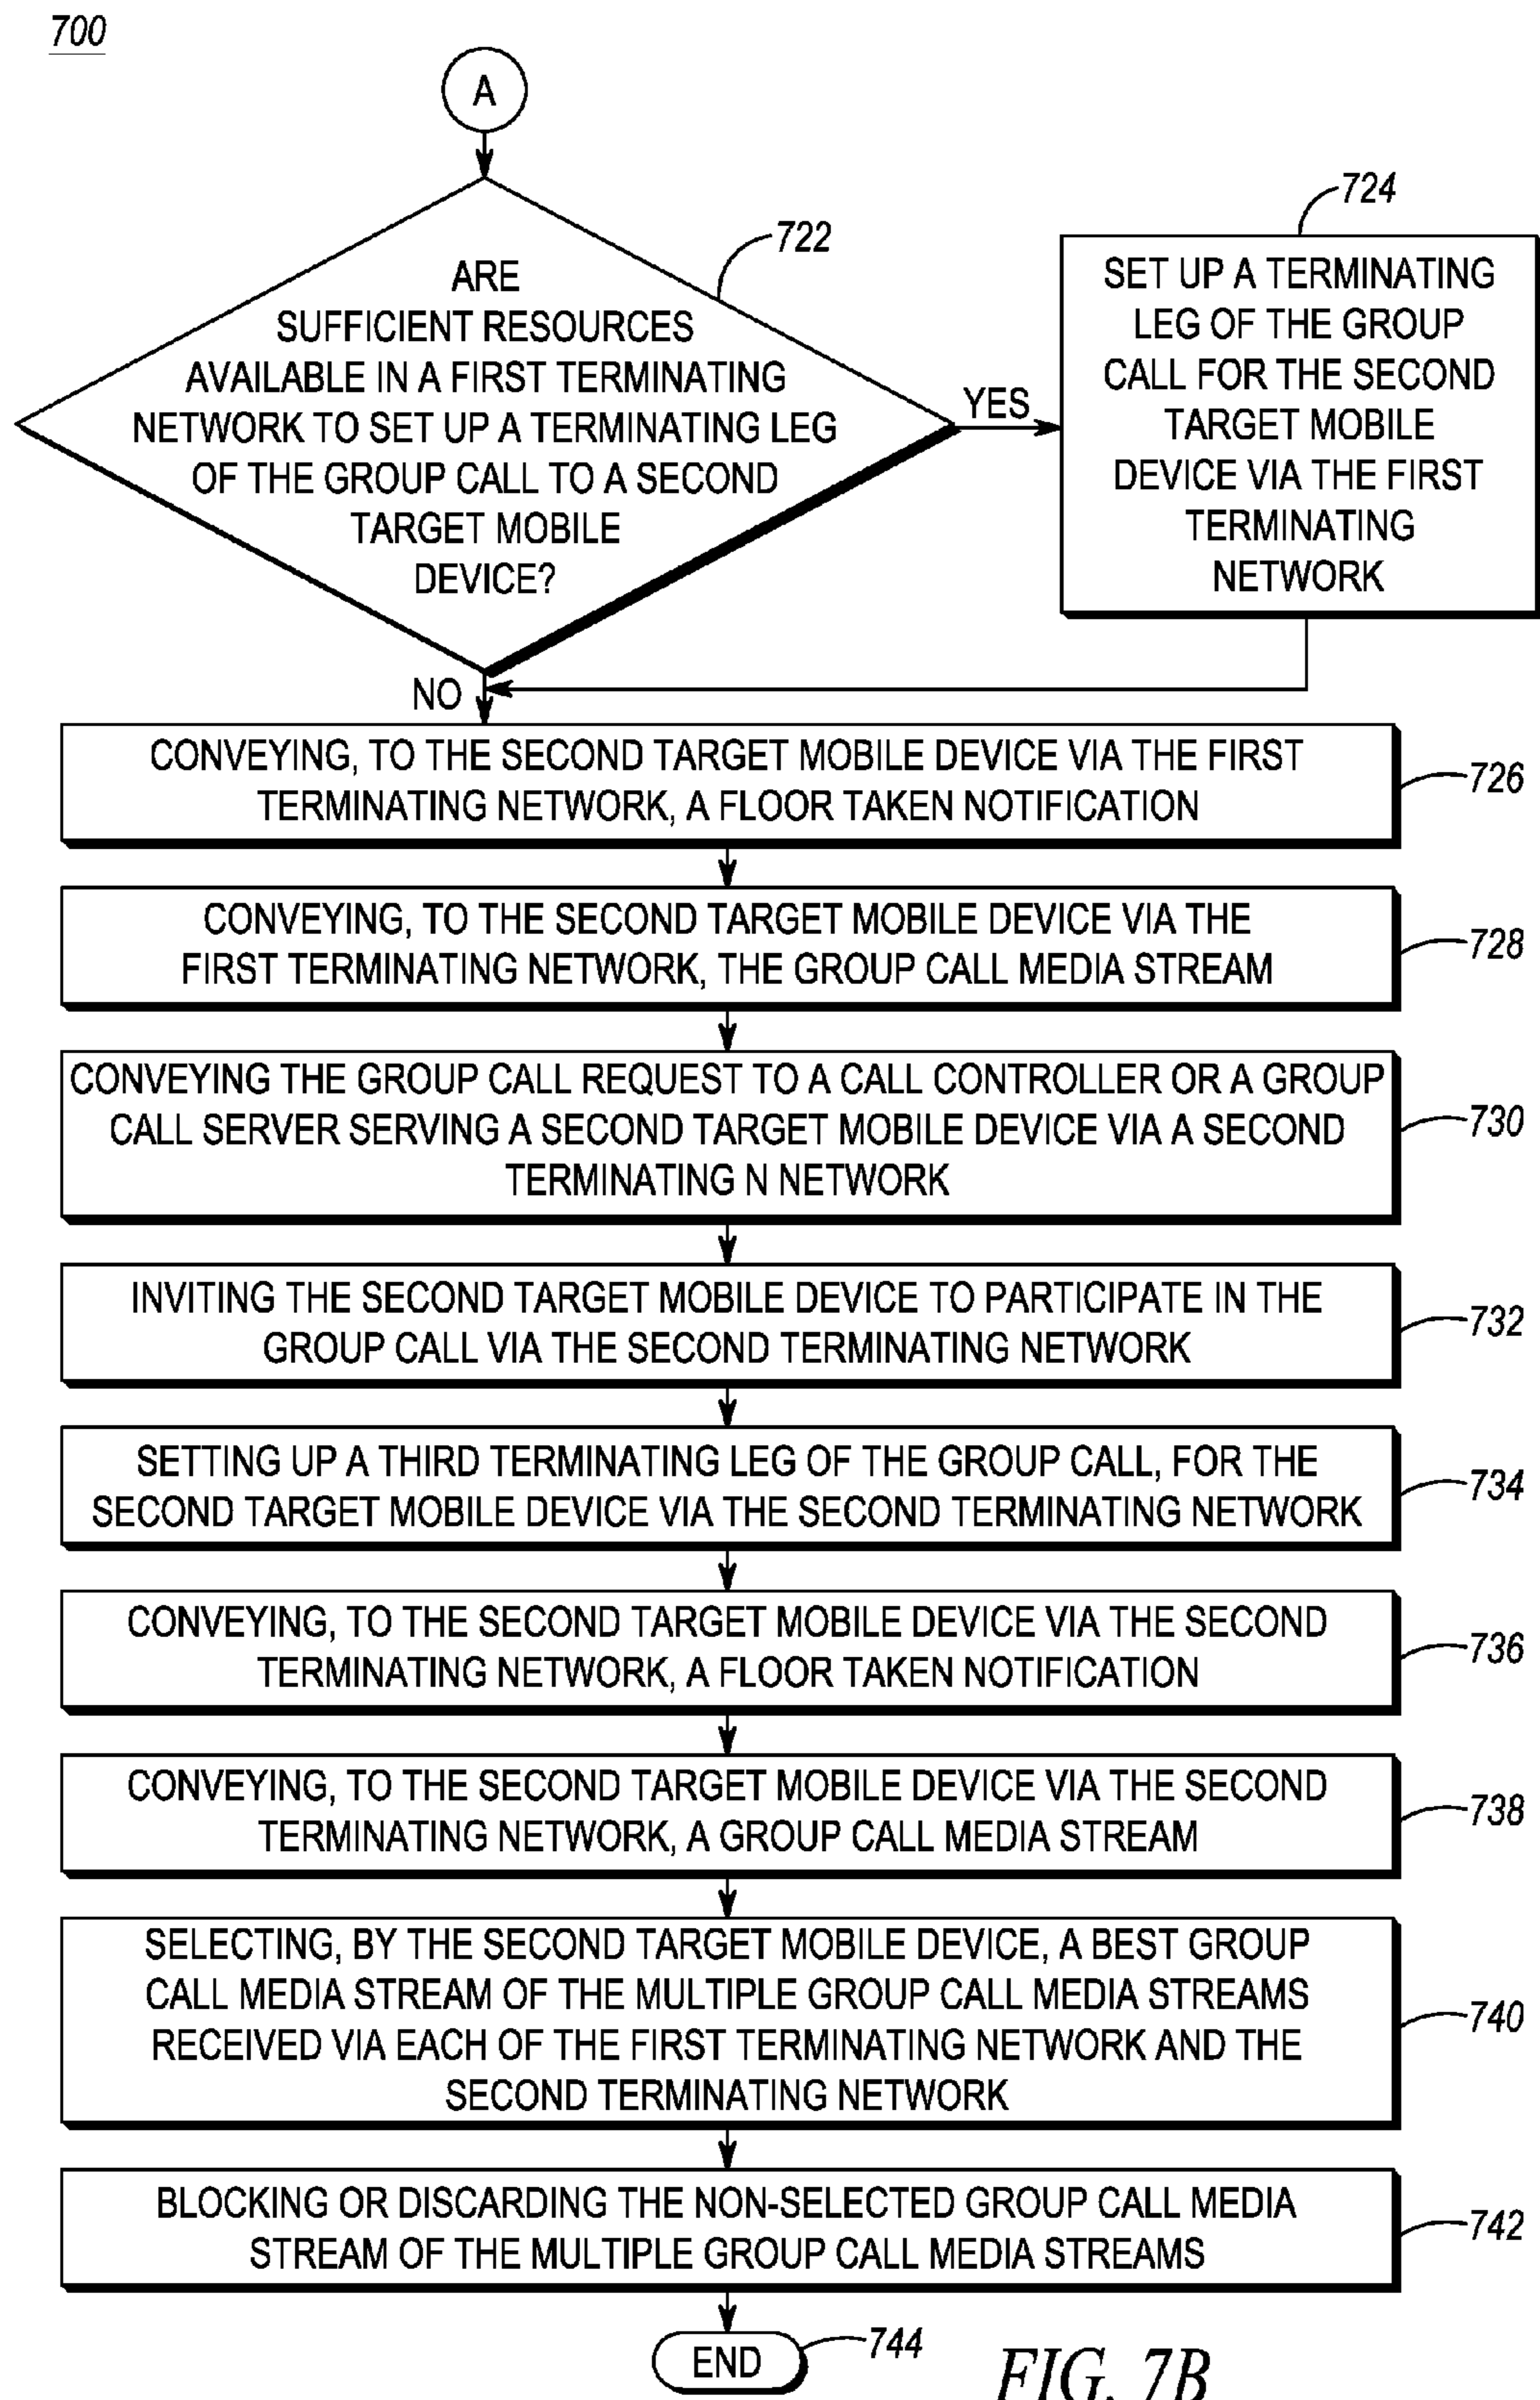 700
A
722
ARE
SUFFICIENT RESOURCES
AVAILABLE IN A FIRST TERMINATING
NETWORK TO SET UP A TERMINATING LEG
OF THE GROUP CALL TO A SECOND
TARGET MOBILE
DEVICE?
YES
724
SET UP A TERMINATING
LEG OF THE GROUP
CALL FOR THE SECOND
TARGET MOBILE
DEVICE VIA THE FIRST
TERMINATING
NETWORK
NO
CONVEYING, TO THE SECOND TARGET MOBILE DEVICE VIA THE FIRST
TERMINATING NETWORK, A FLOOR TAKEN NOTIFICATION
726
CONVEYING, TO THE SECOND TARGET MOBILE DEVICE VIA THE
FIRST TERMINATING NETWORK, THE GROUP CALL MEDIA STREAM
728
CONVEYING THE GROUP CALL REQUEST TO A CALL CONTROLLER OR A GROUP
CALL SERVER SERVING A SECOND TARGET MOBILE DEVICE VIA A SECOND
TERMINATING N NETWORK
730
INVITING THE SECOND TARGET MOBILE DEVICE TO PARTICIPATE IN THE
GROUP CALL VIA THE SECOND TERMINATING NETWORK
732
SETTING UP A THIRD TERMINATING LEG OF THE GROUP CALL, FOR THE
SECOND TARGET MOBILE DEVICE VIA THE SECOND TERMINATING NETWORK
734
CONVEYING, TO THE SECOND TARGET MOBILE DEVICE VIA THE SECOND
TERMINATING NETWORK, A FLOOR TAKEN NOTIFICATION
736
CONVEYING, TO THE SECOND TARGET MOBILE DEVICE VIA THE SECOND
TERMINATING NETWORK, A GROUP CALL MEDIA STREAM
738
SELECTING, BY THE SECOND TARGET MOBILE DEVICE, A BEST GROUP
CALL MEDIA STREAM OF THE MULTIPLE GROUP CALL MEDIA STREAMS
RECEIVED VIA EACH OF THE FIRST TERMINATING NETWORK AND THE
SECOND TERMINATING NETWORK
740
BLOCKING OR DISCARDING THE NON-SELECTED GROUP CALL MEDIA
STREAM OF THE MULTIPLE GROUP CALL MEDIA STREAMS
742
END
744
FIG. 7B